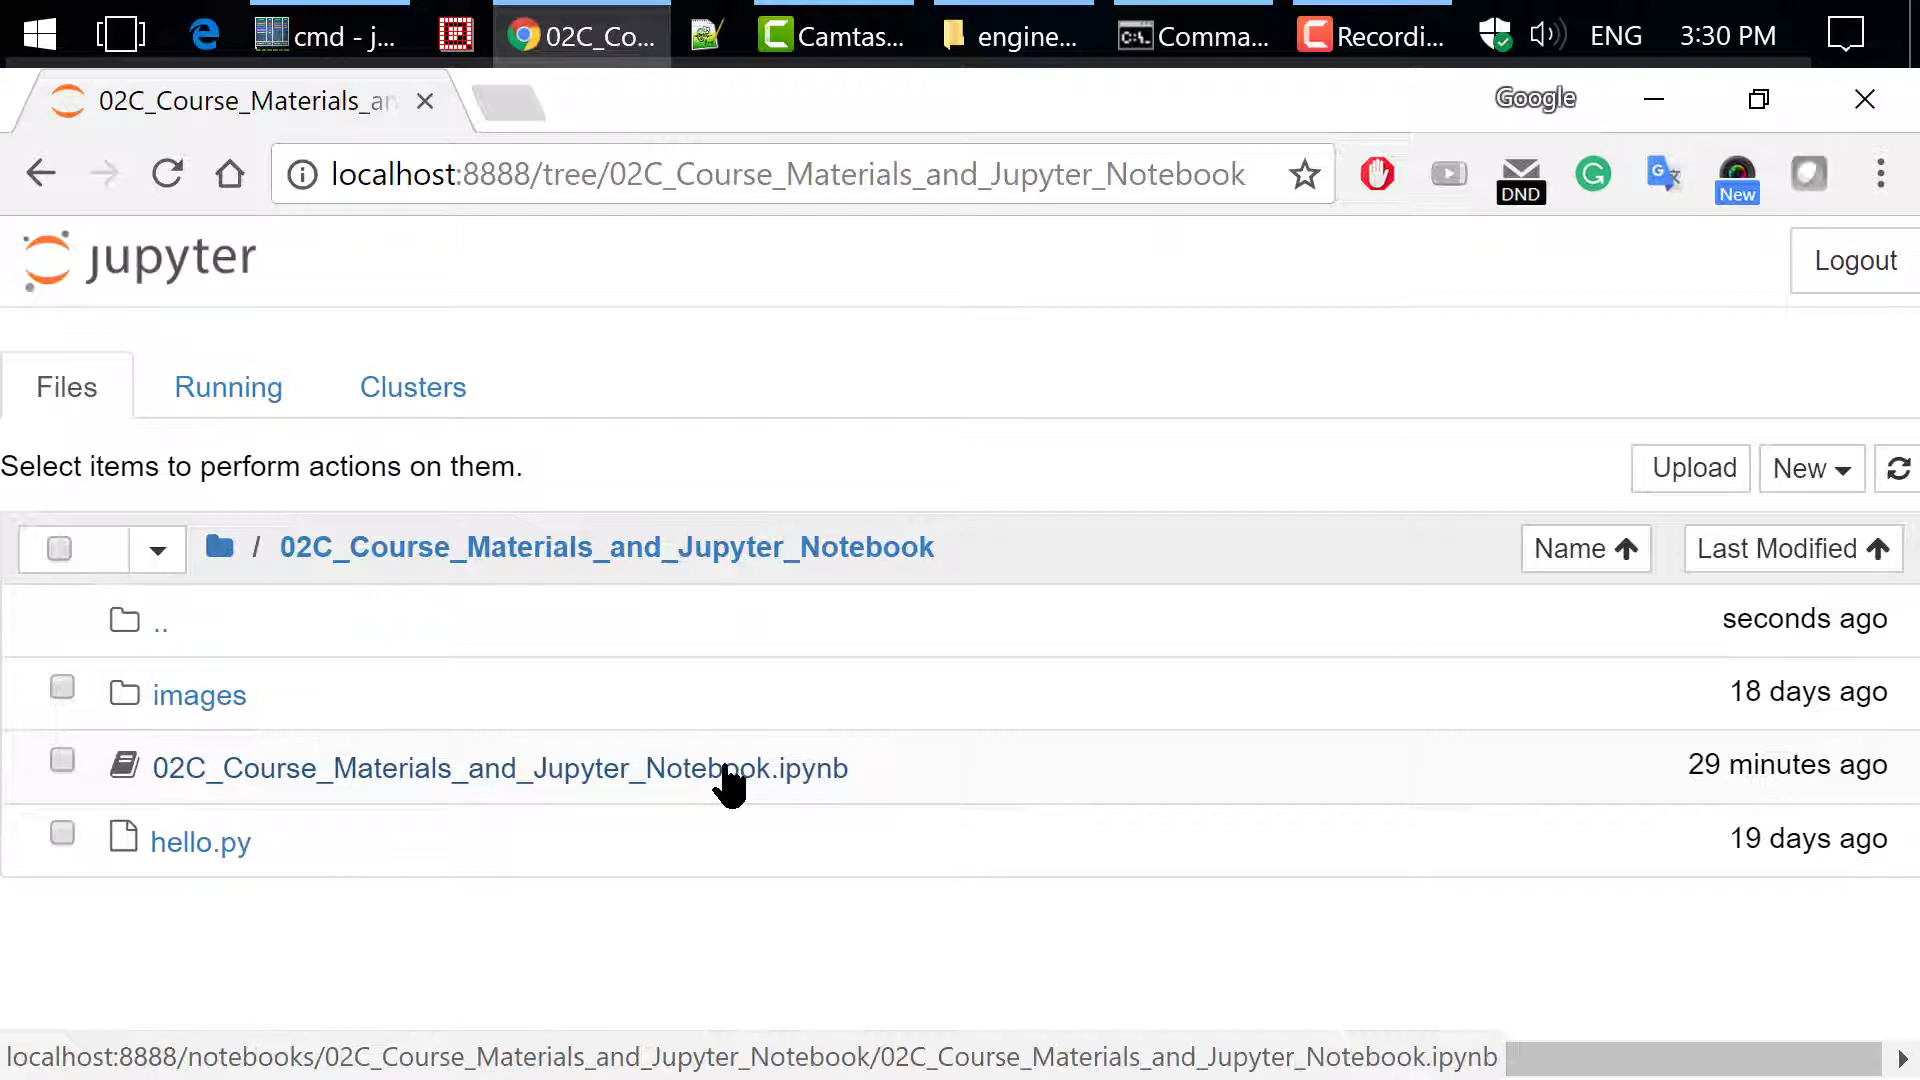 cmd - j...
02C_Co...
Camtas...
engine...
Comma...
Recordi...
ENG
3:30 PM
02C_Course_Materials_an
Google
localhost:8888/tree/02C_Course_Materials_and_Jupyter_Notebook
DND
New
jupyter
Logout
Files
Running
Clusters
Select items to perform actions on them.
Upload
New
/ 02C_Course_Materials_and_Jupyter_Notebook
Name
Last Modified
..
seconds ago
images
18 days ago
02C_Course_Materials_and_Jupyter_Notebook.ipynb
29 minutes ago
hello.py
19 days ago
localhost:8888/notebooks/02C_Course_Materials_and_Jupyter_Notebook/02C_Course_Materials_and_Jupyter_Notebook.ipynb